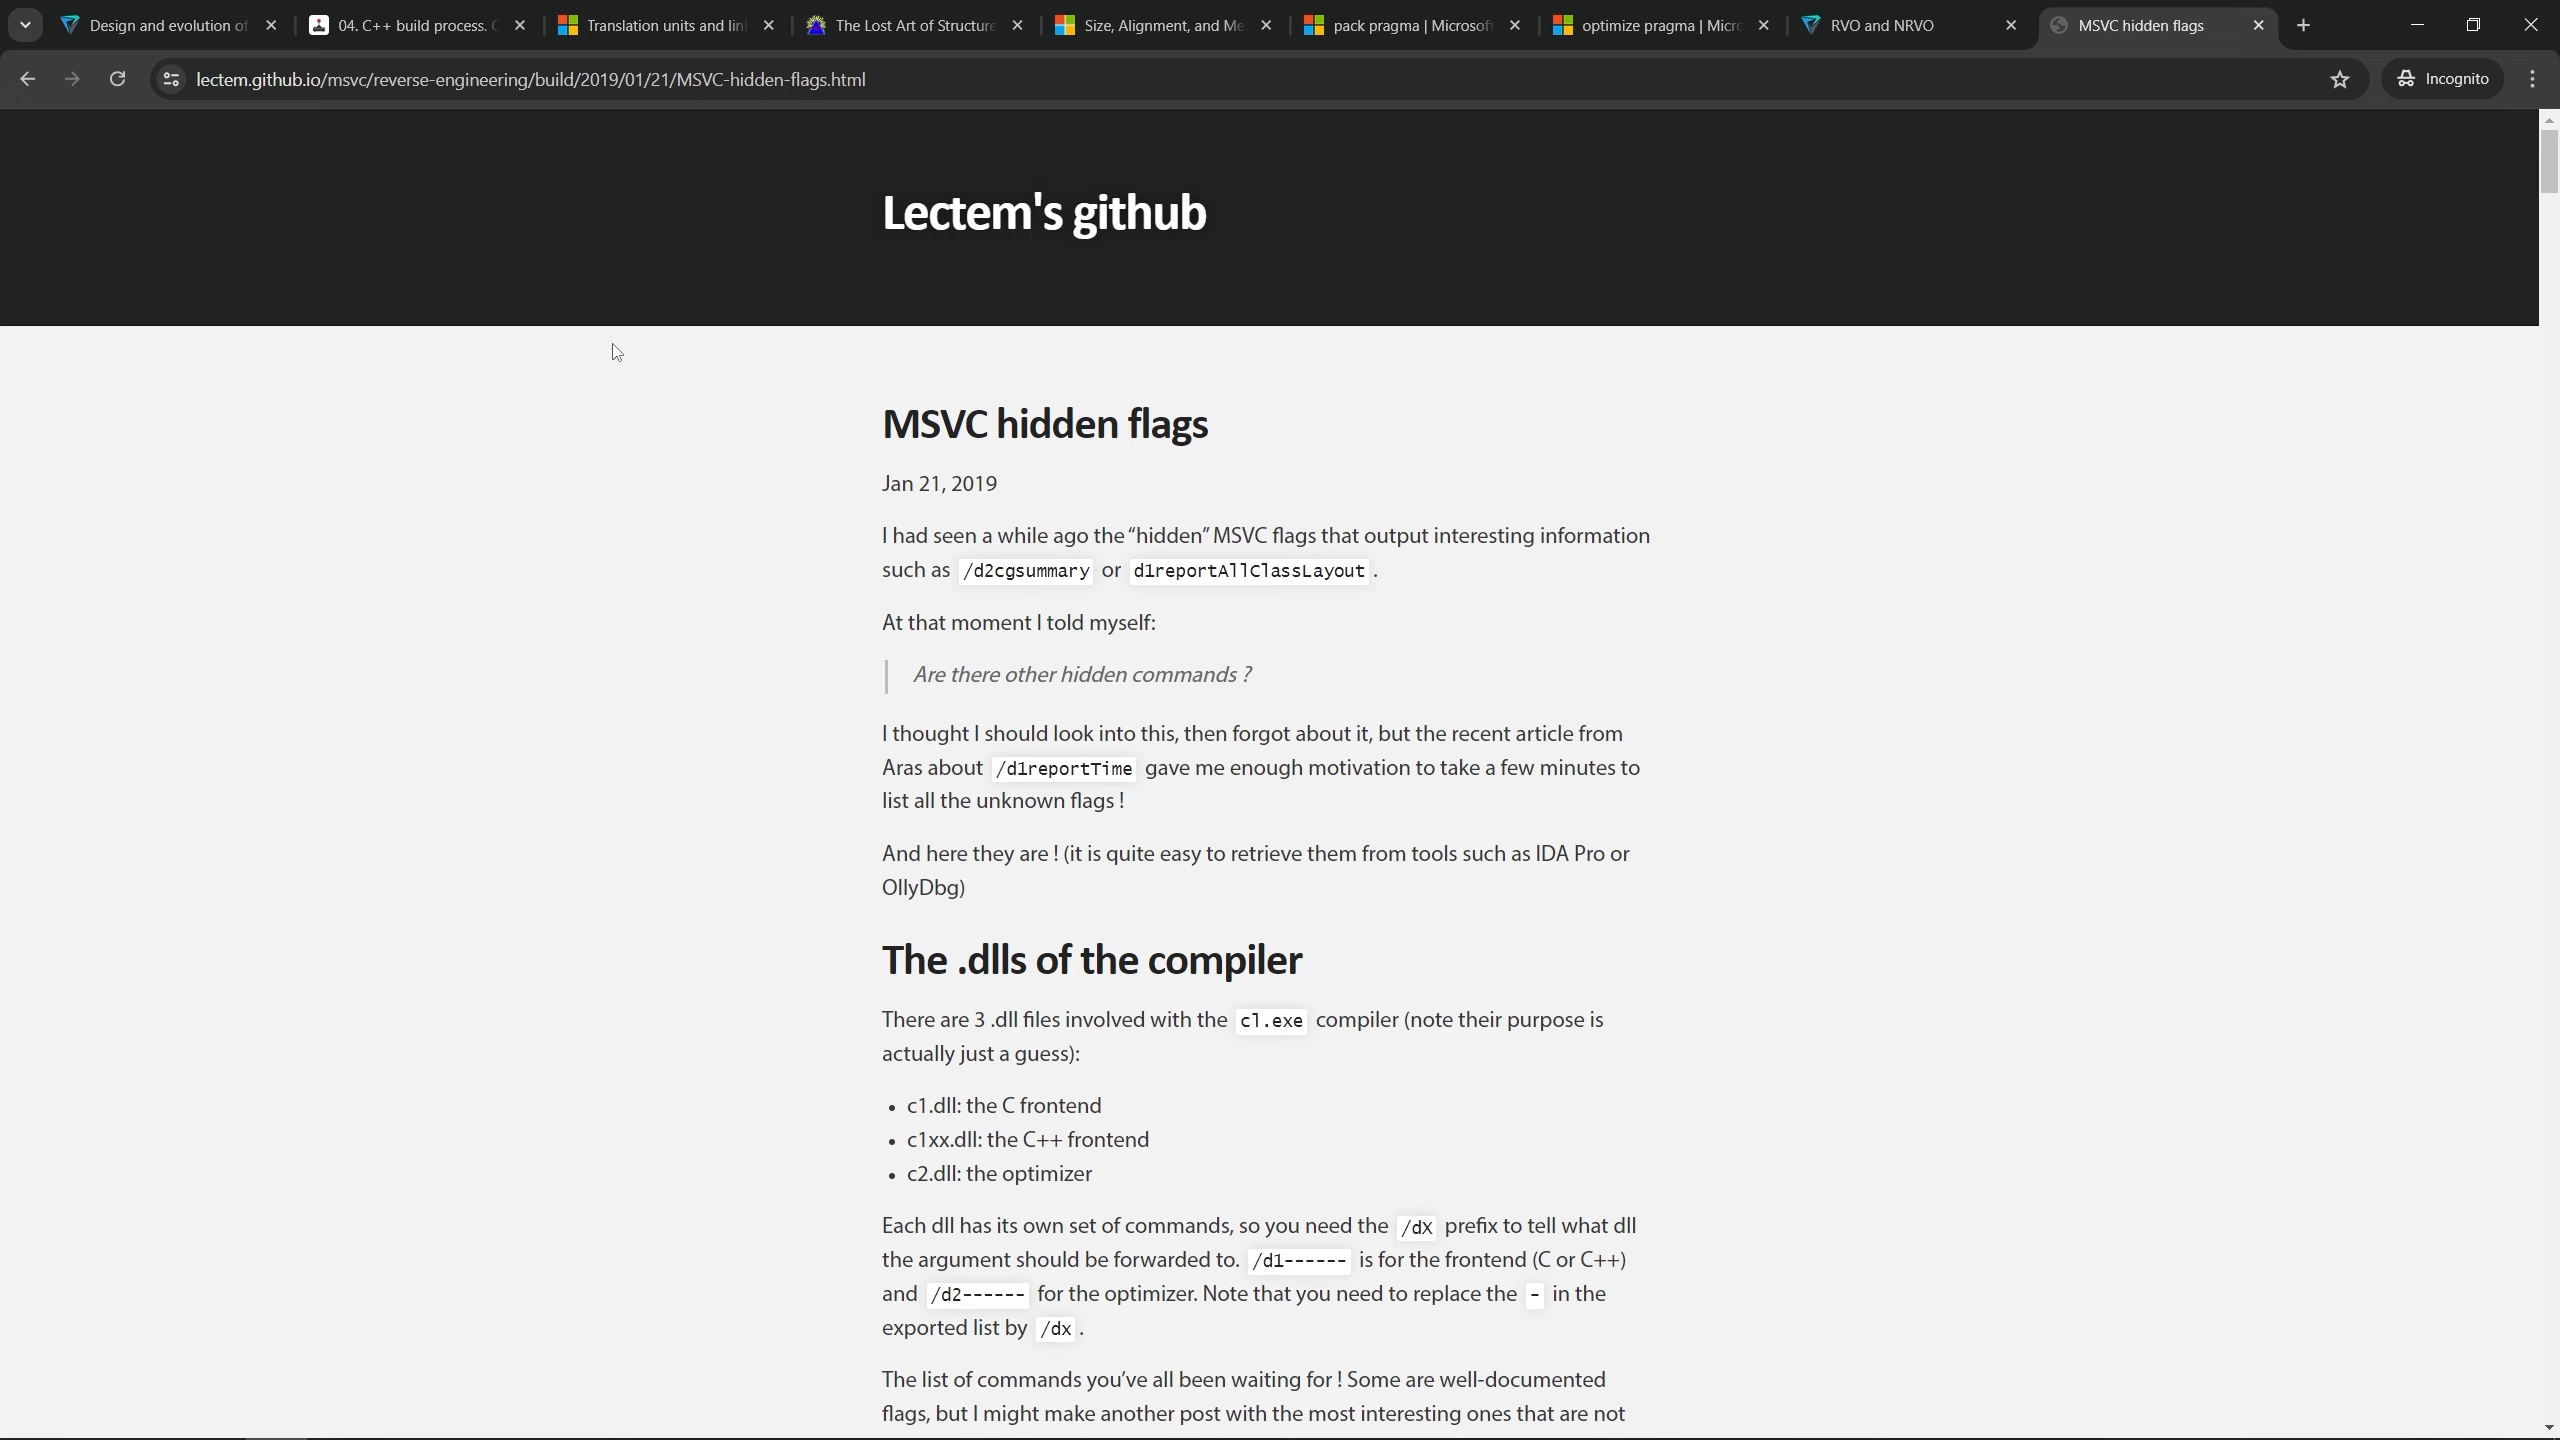 Design and evolution of
04. C++ build process. C
Translation units and lin
The Lost Art of Structure
Size, Alignment, and Me
pack pragma | Microsof
optimize pragma | Micro
RVO and NRVO
MSVC hidden flags
lectem.github.io/msvc/reverse-engineering/build/2019/01/21/MSVC-hidden-flags.html
Incognito
Lectem's github
MSVC hidden flags
Jan 21, 2019
I had seen a while ago the “hidden” MSVC flags that output interesting information
such as /d2cgsummary or d1reportAllClassLayout .
At that moment I told myself:
Are there other hidden commands ?
I thought I should look into this, then forgot about it, but the recent article from
Aras about /d1reportTime gave me enough motivation to take a few minutes to
list all the unknown flags !
And here they are ! (it is quite easy to retrieve them from tools such as IDA Pro or
OllyDbg)
The .dlls of the compiler
There are 3 .dll files involved with the cl.exe compiler (note their purpose is
actually just a guess):
• c1.dll: the C frontend
• c1xx.dll: the C++ frontend
• c2.dll: the optimizer
Each dll has its own set of commands, so you need the /dX prefix to tell what dll
the argument should be forwarded to. /d1------ is for the frontend (C or C++)
and /d2------ for the optimizer. Note that you need to replace the - in the
exported list by /dx .
The list of commands you’ve all been waiting for ! Some are well-documented
flags, but I might make another post with the most interesting ones that are not